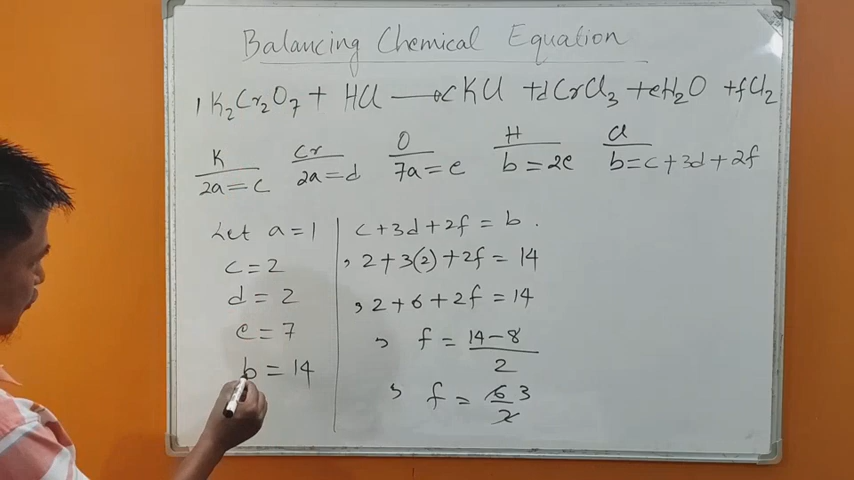 Balancing Chemical Equation
1 K₂Cr₂O₇ + HCl → cKCl + dCrCl₃ + eH₂O + fCl₂
K Cr O H Cl
2a = c 2a = d 7a = e b = 2e b = c + 3d + 2f
Let a = 1
c = 2
d = 2
e = 7
b = 14
c + 3d + 2f = b .
, 2 + 3(2) + 2f = 14
, 2 + 6 + 2f = 14
, f = 14 - 8 / 2
, f = 6 3 / 2